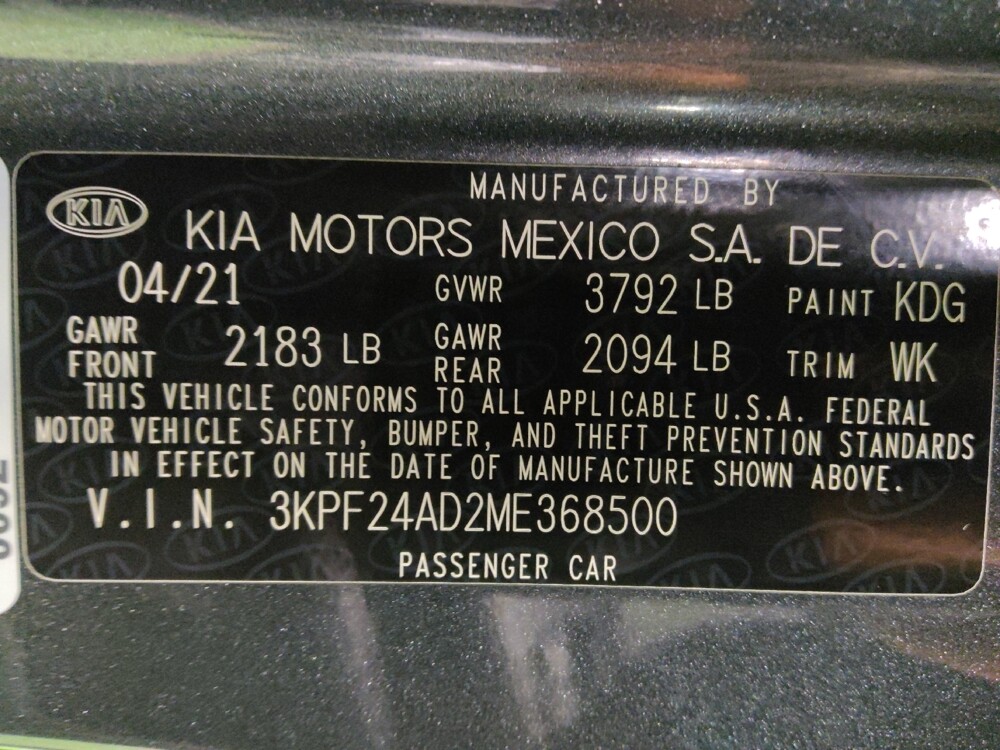 MANUFACTURED BY
KIA
KIA MOTORS MEXICO S.A. DE C.V.
04/21 GVWR 3792 LB PAINT KDG
GAWR FRONT 2183 LB GAWR REAR 2094 LB TRIM WK
THIS VEHICLE CONFORMS TO ALL APPLICABLE U.S.A. FEDERAL
MOTOR VEHICLE SAFETY, BUMPER, AND THEFT PREVENTION STANDARDS
IN EFFECT ON THE DATE OF MANUFACTURE SHOWN ABOVE.
V.I.N. 3KPF24AD2ME368500
PASSENGER CAR